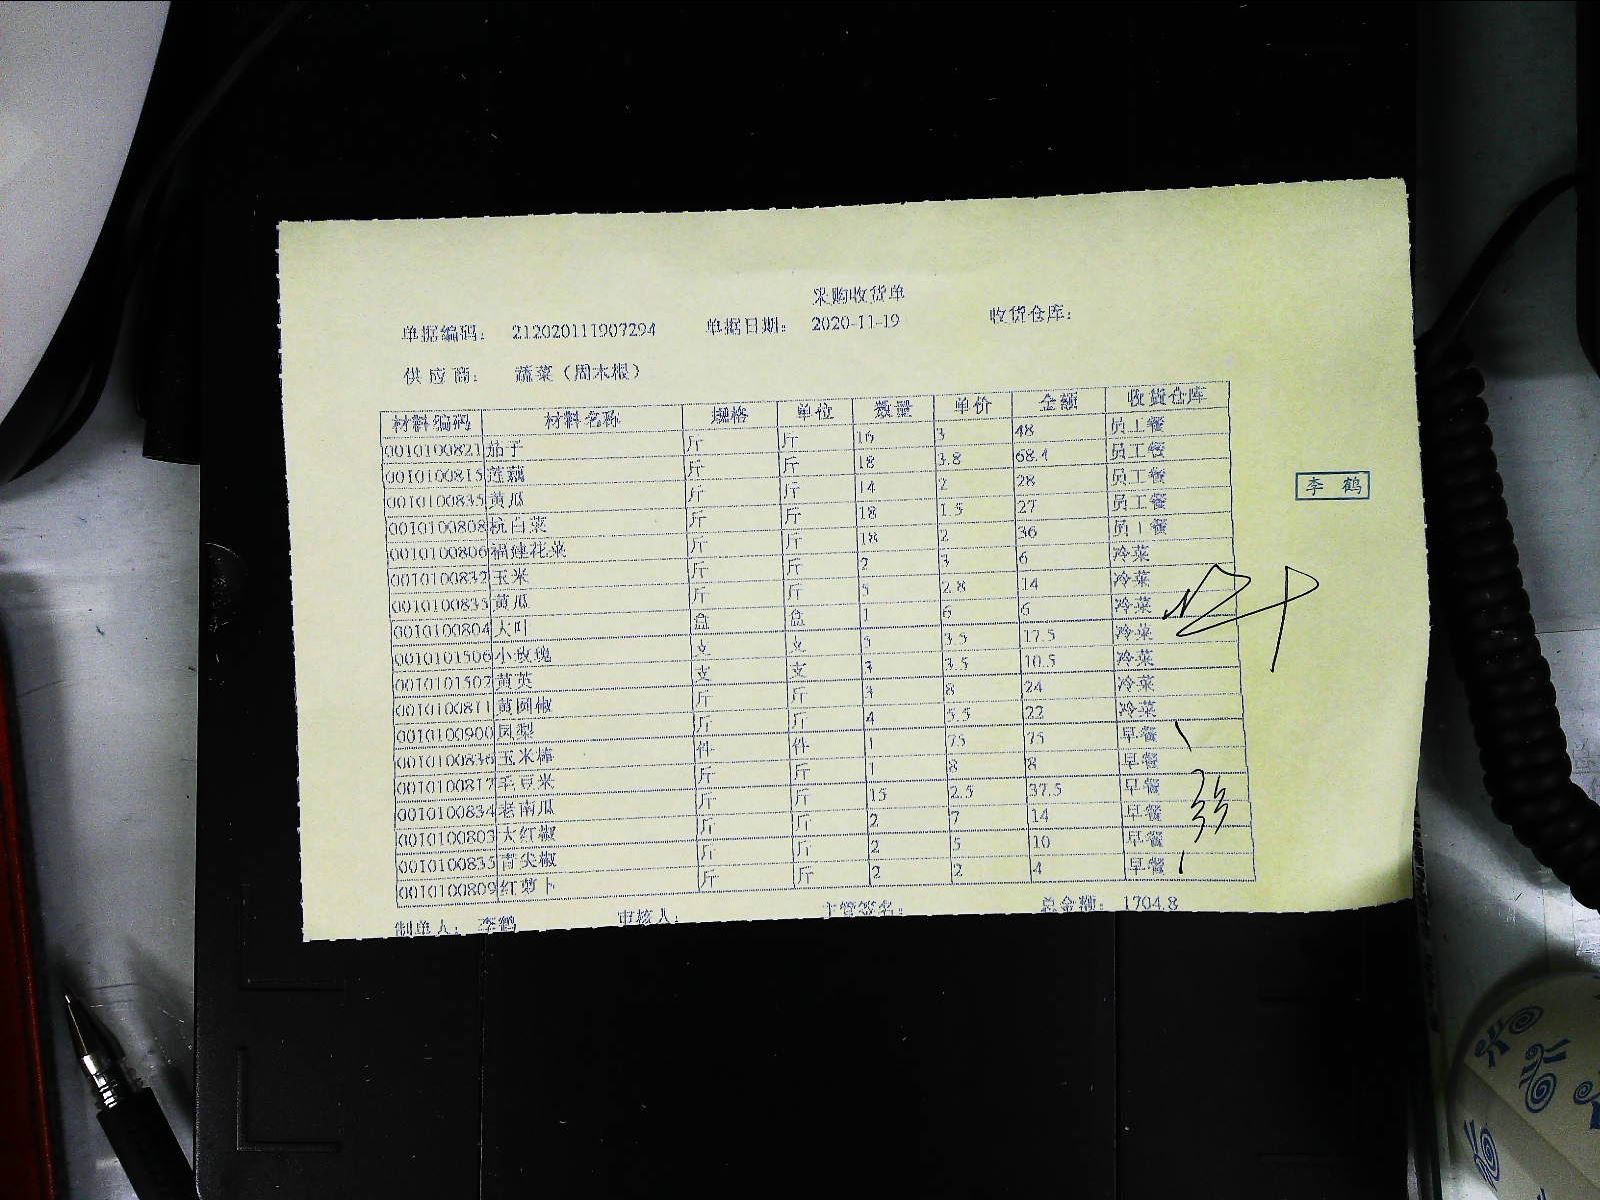 采购收货单
单据编码： 212020111907294 单据日期： 2020-11-19 收货仓库：
供应商： 蔬菜（周木根）
材料编码 材料名称 规格 单位 数量 单价 金额 收货仓库
0010100821 茄子 斤 斤 16 3 48 员工餐
0010100815 莲藕 斤 斤 18 3.8 68.4 员工餐
0010100835 黄瓜 斤 斤 14 2 28 员工餐
0010100808 杭白菜 斤 斤 18 1.5 27 员工餐
0010100806 福建花菜 斤 斤 18 2 36 员工餐
0010100832 玉米 斤 斤 2 3 6 冷菜
0010100835 黄瓜 斤 斤 5 2.8 14 冷菜
0010100804 大叶 盒 盒 1 6 6 冷菜
0010101506 小玫瑰 支 支 5 3.5 17.5 冷菜
0010101502 黄英 支 支 3 3.5 10.5 冷菜
0010100811 黄圆椒 斤 斤 3 8 24 冷菜
0010100900 凤梨 斤 斤 4 5.5 22 冷菜
0010100836 玉米棒 件 件 1 75 75 早餐
0010100817 毛豆米 斤 斤 1 8 8 早餐
0010100834 老南瓜 斤 斤 15 2.5 37.5 早餐
0010100803 大红椒 斤 斤 2 7 14 早餐
0010100835 青尖椒 斤 斤 2 5 10 早餐
0010100809 红萝卜 斤 斤 2 2 4 早餐
制单人： 李鹤 审核人： 主管签名： 总金额： 1704.8
李鹤